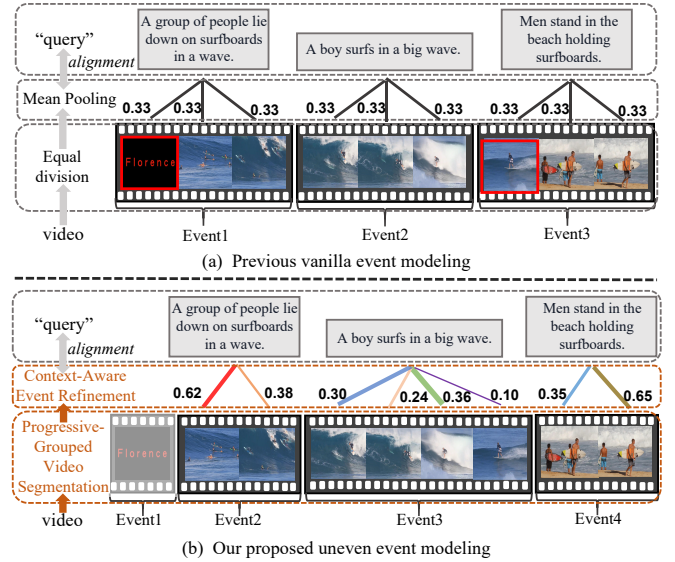 A group of people lie
down on surfboards
in a wave.
A boy surfs in a big wave.
Men stand in the
beach holding
surfboards.
“query”
alignment
Mean Pooling
0.33 0.33 0.33 0.33 0.33 0.33 0.33 0.33 0.33
Equal
division
Florence
video
Event1 Event2 Event3
(a) Previous vanilla event modeling
A group of people lie
down on surfboards
in a wave.
A boy surfs in a big wave.
Men stand in the
beach holding
surfboards.
“query”
alignment
Context-Aware
Event Refinement
0.62 0.38 0.30 0.24 0.36 0.10 0.35 0.65
Progressive-
Grouped
Video
Segmentation
Florence
video
Event1 Event2 Event3 Event4
(b) Our proposed uneven event modeling